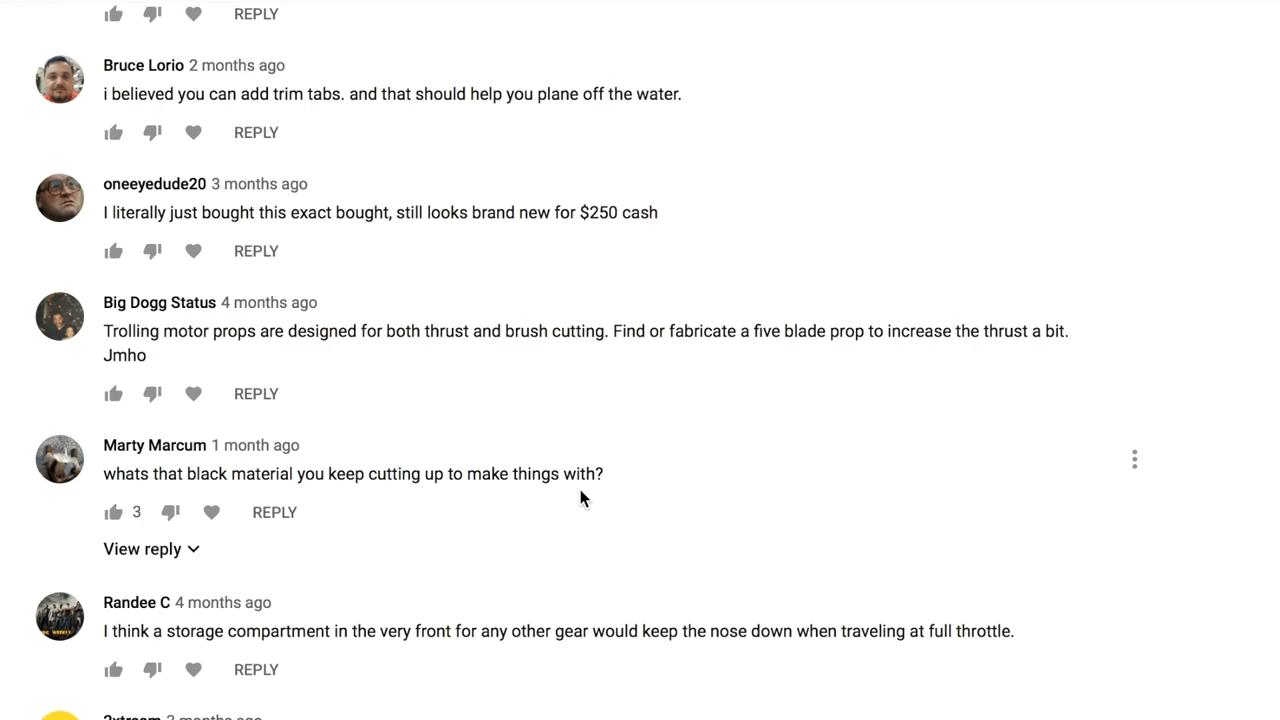 REPLY
Bruce Lorio 2 months ago
i believed you can add trim tabs. and that should help you plane off the water.
REPLY
oneeyedude20 3 months ago
I literally just bought this exact bought, still looks brand new for $250 cash
REPLY
Big Dogg Status 4 months ago
Trolling motor props are designed for both thrust and brush cutting. Find or fabricate a five blade prop to increase the thrust a bit.
Jmho
REPLY
Marty Marcum 1 month ago
whats that black material you keep cutting up to make things with?
3 REPLY
View reply
Randee C 4 months ago
I think a storage compartment in the very front for any other gear would keep the nose down when traveling at full throttle.
REPLY
months ago